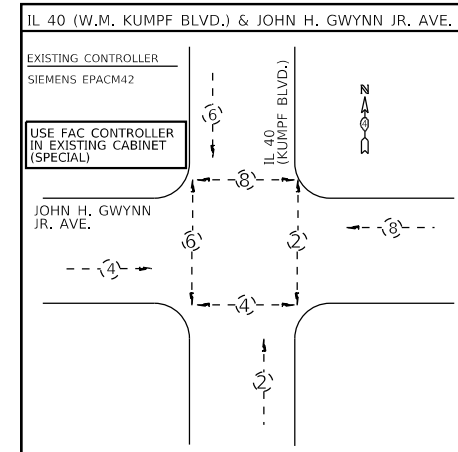 IL 40 (W.M. KUMPF BLVD.) & JOHN H. GWYNN JR. AVE.
EXISTING CONTROLLER
SIEMENS EPACM42
USE FAC CONTROLLER
IN EXISTING CABINET
(SPECIAL)
6
IL 40
(KUMPF BLVD.)
N
4
8
JOHN H. GWYNN
JR. AVE.
6
2
8
4
4
2